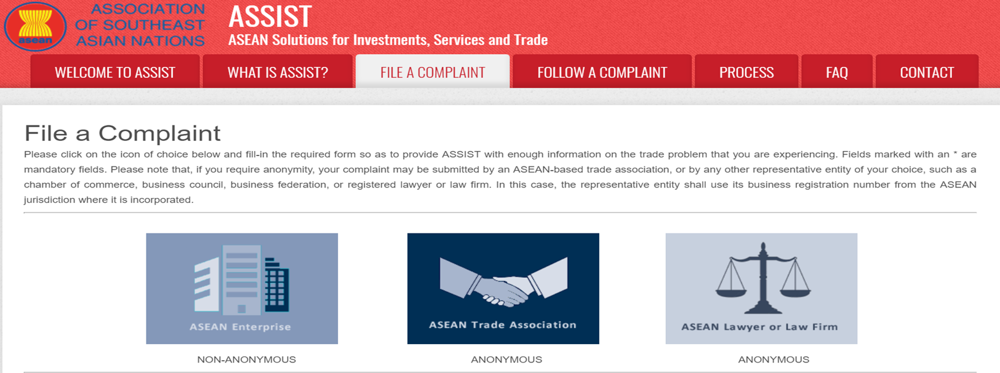 ASSOCIATION
OF SOUTHEAST
ASIAN NATIONS
asean
ASSIST
ASEAN Solutions for Investments, Services and Trade
WELCOME TO ASSIST
WHAT IS ASSIST?
FILE A COMPLAINT
FOLLOW A COMPLAINT
PROCESS
FAQ
CONTACT
File a Complaint
Please click on the icon of choice below and fill-in the required form so as to provide ASSIST with enough information on the trade problem that you are experiencing. Fields marked with an * are
mandatory fields. Please note that, if you require anonymity, your complaint may be submitted by an ASEAN-based trade association, or by any other representative entity of your choice, such as a
chamber of commerce, business council, business federation, or registered lawyer or law firm. In this case, the representative entity shall use its business registration number from the ASEAN
jurisdiction where it is incorporated.
ASEAN Enterprise
ASEAN Trade Association
ASEAN Lawyer or Law Firm
NON-ANONYMOUS
ANONYMOUS
ANONYMOUS